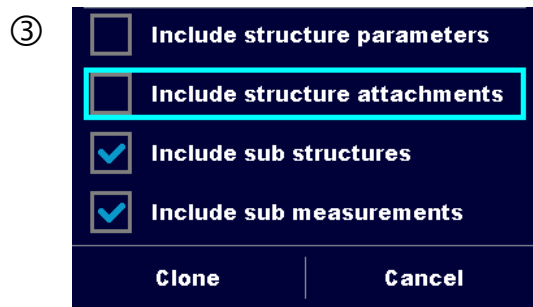 ③
Include structure parameters
Include structure attachments
Include sub structures
Include sub measurements
Clone Cancel